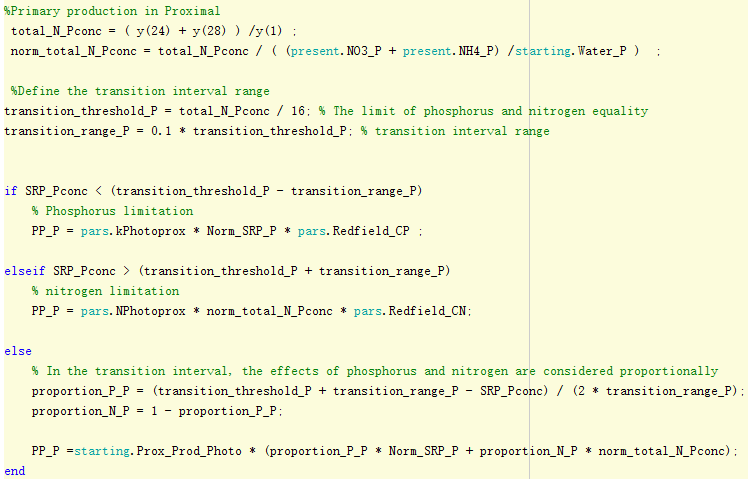 %Primary production in Proximal
total_N_Pconc = ( y(24) + y(28) ) /y(1) ;
norm_total_N_Pconc = total_N_Pconc / ( (present.NO3_P + present.NH4_P) /starting.Water_P ) ;
%Define the transition interval range
transition_threshold_P = total_N_Pconc / 16; % The limit of phosphorus and nitrogen equality
transition_range_P = 0.1 * transition_threshold_P; % transition interval range
if SRP_Pconc < (transition_threshold_P - transition_range_P)
% Phosphorus limitation
PP_P = pars.kPhotoprox * Norm_SRP_P * pars.Redfield_CP ;
elseif SRP_Pconc > (transition_threshold_P + transition_range_P)
% nitrogen limitation
PP_P = pars.NPhotoprox * norm_total_N_Pconc * pars.Redfield_CN;
else
% In the transition interval, the effects of phosphorus and nitrogen are considered proportionally
proportion_P_P = (transition_threshold_P + transition_range_P - SRP_Pconc) / (2 * transition_range_P);
proportion_N_P = 1 - proportion_P_P;
PP_P =starting.Prox_Prod_Photo * (proportion_P_P * Norm_SRP_P + proportion_N_P * norm_total_N_Pconc);
end